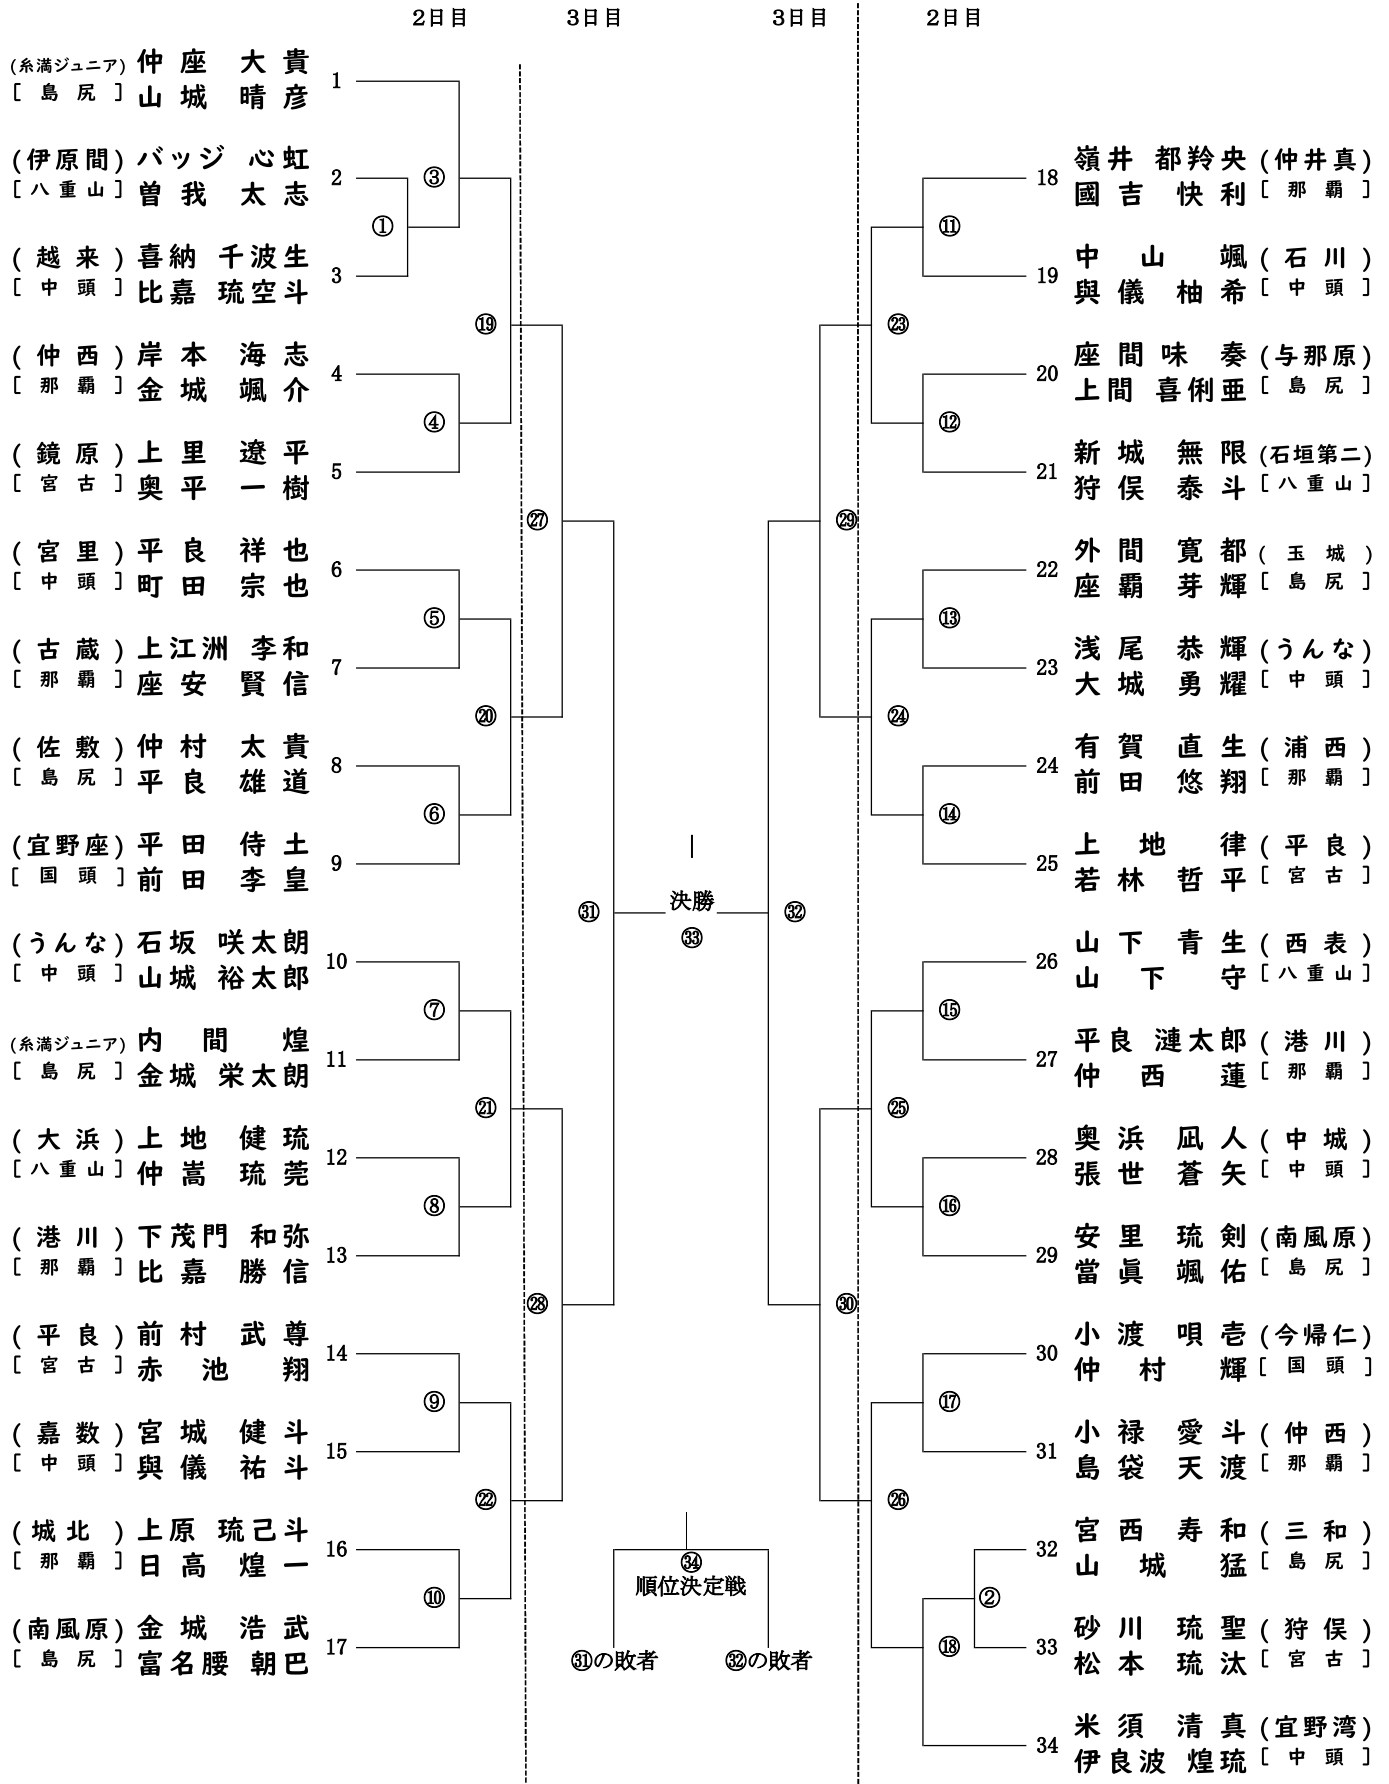 2日目 3日目 3日目 2日目
(糸満ジュニア) 仲座 大貴 1
[島尻] 山城 晴彦
(伊原間) バッジ 心虹 2
[八重山] 曽我 太志
(越来) 喜納 千波生 3
[中頭] 比嘉 琉空斗
(仲西) 岸本 海志 4
[那覇] 金城 颯介
(鏡原) 上里 遼平 5
[宮古] 奥平 一樹
(宮里) 平良 祥也 6
[中頭] 町田 宗也
(古蔵) 上江洲 李和 7
[那覇] 座安 賢信
(佐敷) 仲村 太貴 8
[島尻] 平良 雄道
(宜野座) 平田 侍土 9
[国頭] 前田 李皇
(うんな) 石坂 咲太朗 10
[中頭] 山城 裕太郎
(糸満ジュニア) 内間 煌 11
[島尻] 金城 栄太朗
(大浜) 上地 健琉 12
[八重山] 仲嵩 琉莞
(港川) 下茂門 和弥 13
[那覇] 比嘉 勝信
(平良) 前村 武尊 14
[宮古] 赤池 翔
(嘉数) 宮城 健斗 15
[中頭] 與儀 祐斗
(城北) 上原 琉己斗 16
[那覇] 日高 煌一
(南風原) 金城 浩武 17
[島尻] 富名腰 朝巴
①
③
④
⑤
⑥
⑦
⑧
⑨
⑩
⑲
⑳
㉑
㉒
㉗
㉘
㉛
決勝
㉝
㉜
㉞
順位決定戦
㉛の敗者 ㉜の敗者
㉙
㉚
㉓
㉔
㉕
㉖
⑪
⑫
⑬
⑭
⑮
⑯
⑰
⑱
②
18 嶺井 都羚央 (仲井真)
國吉 快利 [那覇]
19 中山 颯 (石川)
與儀 柚希 [中頭]
20 座間味 奏 (与那原)
上間 喜俐亜 [島尻]
21 新城 無限 (石垣第二)
狩俣 泰斗 [八重山]
22 外間 寛都 (玉城)
座覇 芽輝 [島尻]
23 浅尾 恭輝 (うんな)
大城 勇耀 [中頭]
24 有賀 直生 (浦西)
前田 悠翔 [那覇]
25 上地 律 (平良)
若林 哲平 [宮古]
26 山下 青生 (西表)
山下 守 [八重山]
27 平良 漣太郎 (港川)
仲西 蓮 [那覇]
28 奥浜 凪人 (中城)
張世 蒼矢 [中頭]
29 安里 琉剣 (南風原)
當眞 颯佑 [島尻]
30 小渡 唄壱 (今帰仁)
仲村 輝 [国頭]
31 小禄 愛斗 (仲西)
島袋 天渡 [那覇]
32 宮西 寿和 (三和)
山城 猛 [島尻]
33 砂川 琉聖 (狩俣)
松本 琉汰 [宮古]
34 米須 清真 (宜野湾)
伊良波 煌琉 [中頭]